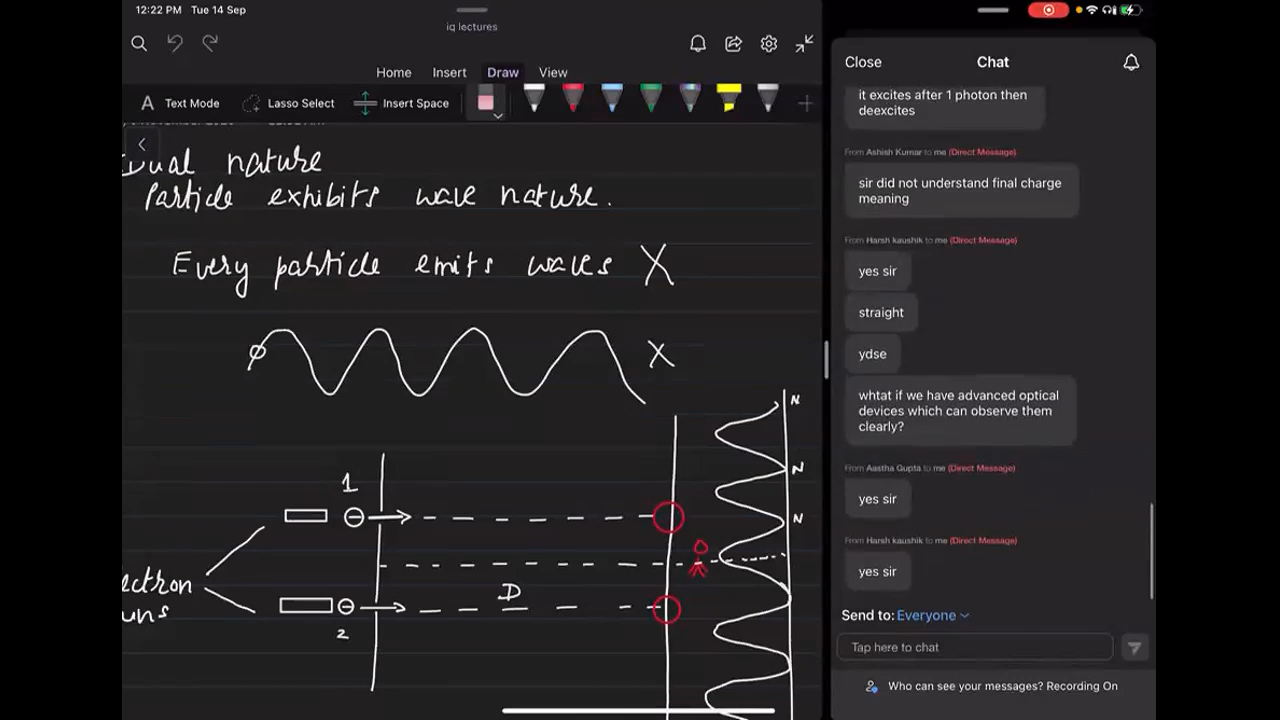 12:22 PM Tue 14 Sep
iq lectures
Home Insert Draw View
A Text Mode Lasso Select Insert Space
Dual nature
Particle exhibits wave nature.
Every particle emits waves X
X
N
N
N
1
ectron
uns
D
2
Close Chat
it excites after 1 photon then
deexcites
From Ashish Kumar to me (Direct Message)
sir did not understand final charge
meaning
From Harsh kaushik to me (Direct Message)
yes sir
straight
ydse
whtat if we have advanced optical
devices which can observe them
clearly?
From Aastha Gupta to me (Direct Message)
yes sir
From Harsh kaushik to me (Direct Message)
yes sir
Send to: Everyone
Tap here to chat
Who can see your messages? Recording On